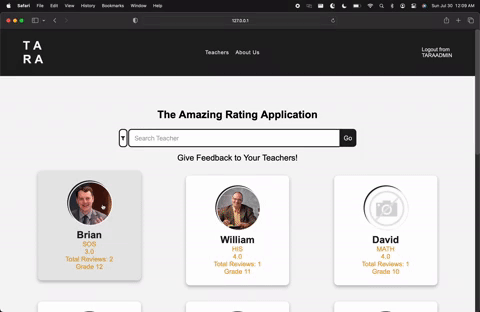 Safari File Edit View History Bookmarks Window Help Sun Jul 30 12:09 AM
127.0.0.1
TA
RA
Teachers About Us
Logout from
TARAADMIN
The Amazing Rating Application
Search Teacher Go
Give Feedback to Your Teachers!
Brian William David
SOS HIS MATH
3.0 4.0 4.0
Total Reviews: 2 Total Reviews: 1 Total Reviews: 1
Grade 12 Grade 11 Grade 10